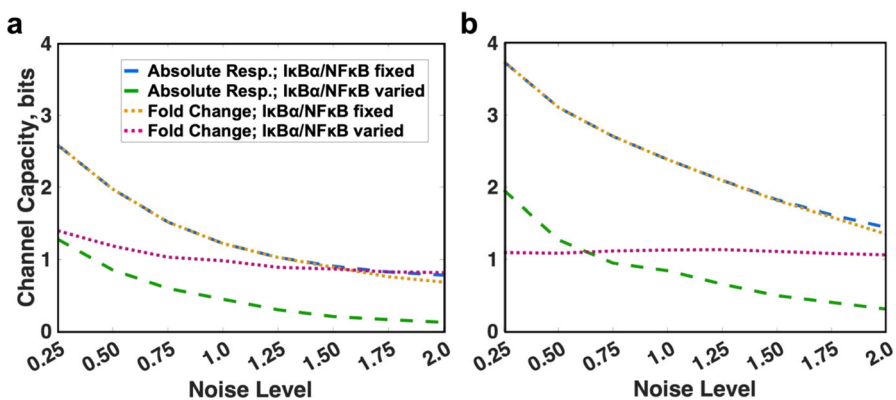 a
b
4
3
2
1
0
Channel Capacity, bits
Absolute Resp.; IκBα/NFκB fixed
Absolute Resp.; IκBα/NFκB varied
Fold Change; IκBα/NFκB fixed
Fold Change; IκBα/NFκB varied
0.25 0.50 0.75 1.0 1.25 1.50 1.75 2.0
Noise Level
4
3
2
1
0
0.25 0.50 0.75 1.0 1.25 1.50 1.75 2.0
Noise Level